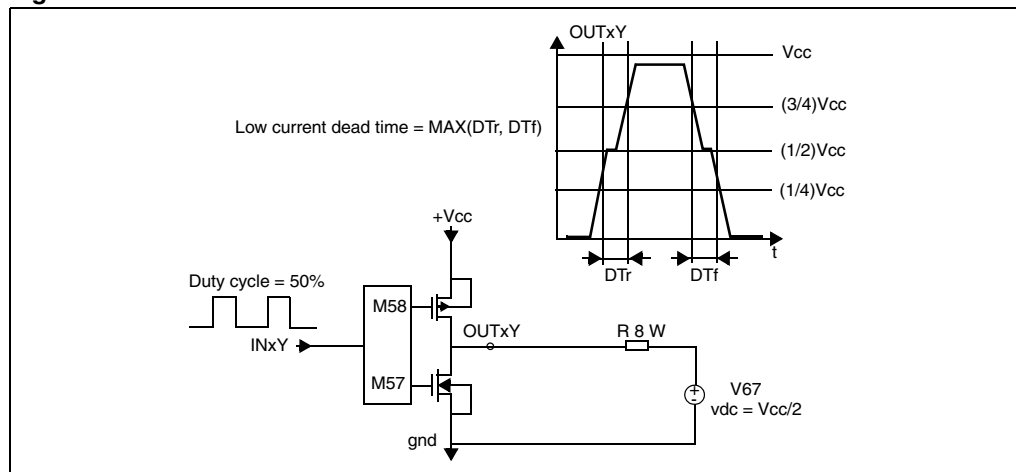 OUTxY
Vcc
(3/4)Vcc
Low current dead time = MAX(DTr, DTf)
(1/2)Vcc
(1/4)Vcc
+Vcc
t
DTr
DTf
Duty cycle = 50%
M58
OUTxY
R 8 W
INxY
M57
V67
vdc = Vcc/2
gnd